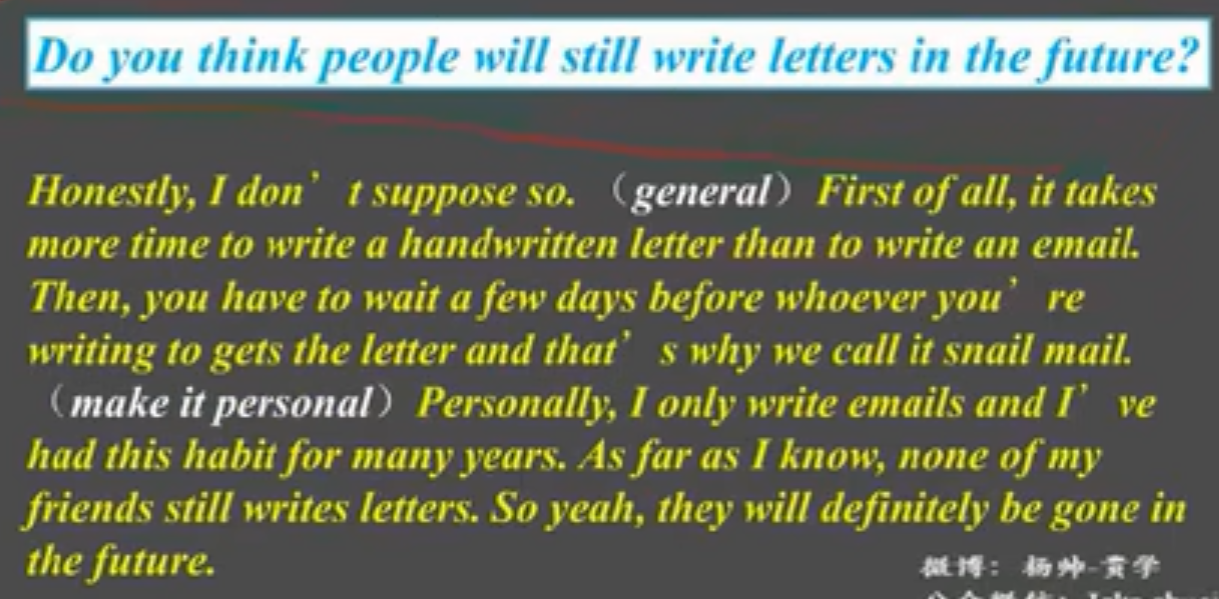 Do you think people will still write letters in the future?
Honestly, I don’ t suppose so. （general）First of all, it takes
more time to write a handwritten letter than to write an email.
Then, you have to wait a few days before whoever you’ re
writing to gets the letter and that’ s why we call it snail mail.
（make it personal）Personally, I only write emails and I’ ve
had this habit for many years. As far as I know, none of my
friends still writes letters. So yeah, they will definitely be gone in
the future.
微博：杨帅-贡学